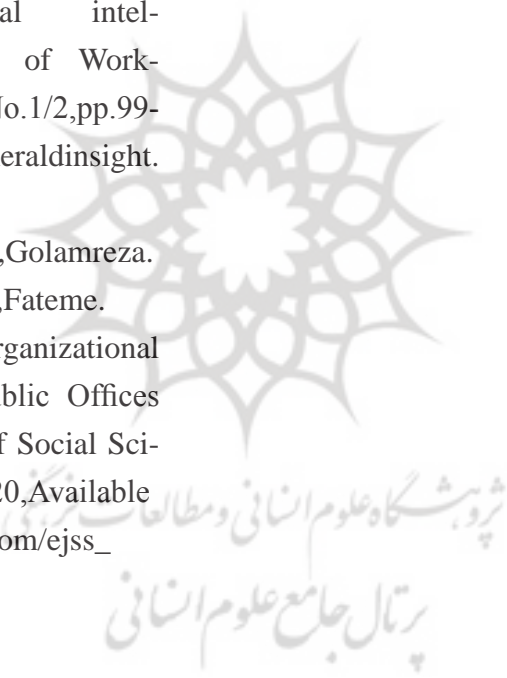 al intel-
of Work-
No.1/2,pp.99-
eraldinsight.
,Golamreza.
,Fateme.
rganizational
blic Offices
f Social Sci-
20,Available
om/ejss_
پژوهشگاه علوم انسانی و مطالعات فرهنگی
پرتال جامع علوم انسانی